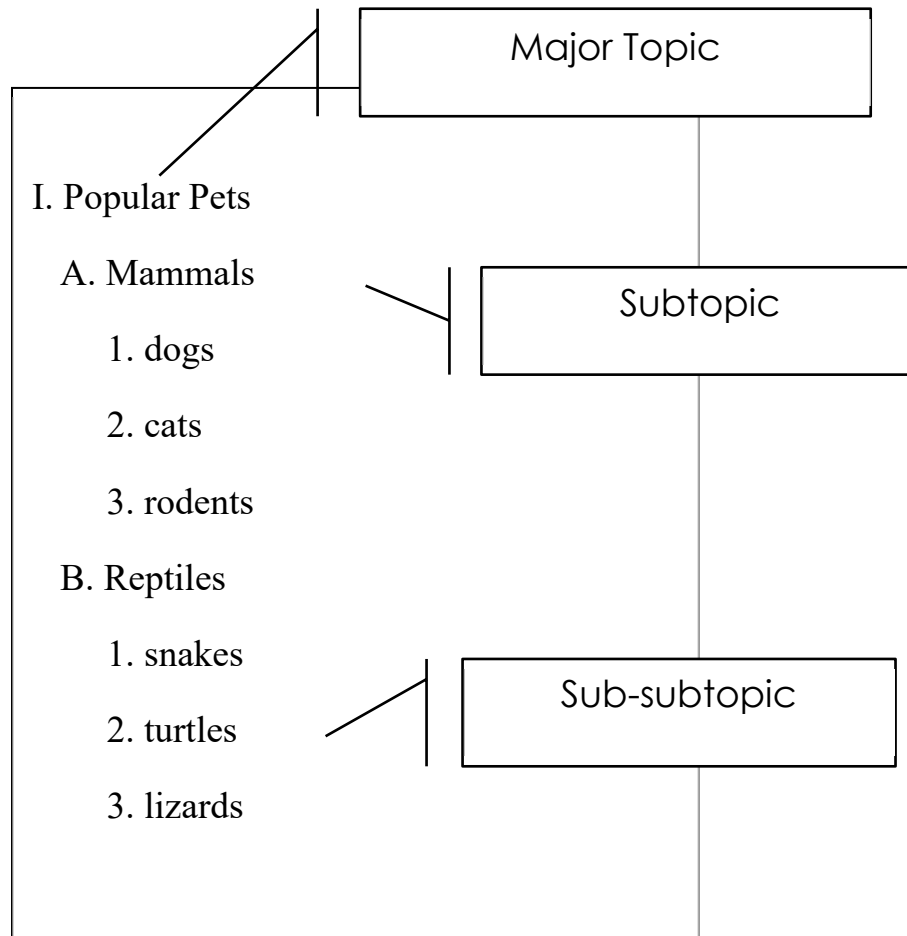 Major Topic
I. Popular Pets
A. Mammals
Subtopic
1. dogs
2. cats
3. rodents
B. Reptiles
1. snakes
Sub-subtopic
2. turtles
3. lizards